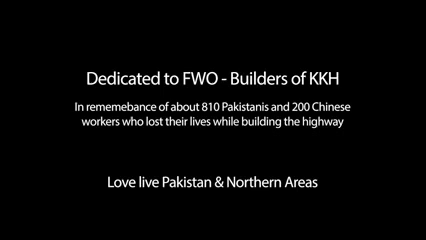 Dedicated to FWO - Builders of KKH
In rememebance of about 810 Pakistanis and 200 Chinese
workers who lost their lives while building the highway
Love live Pakistan & Northern Areas